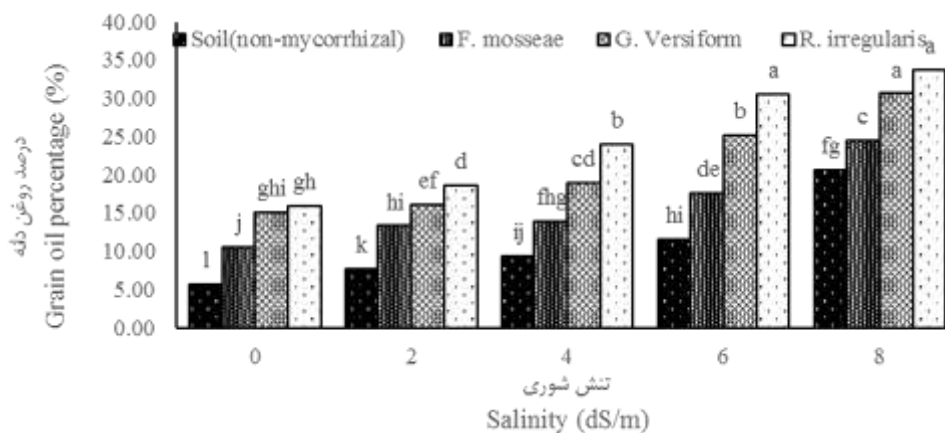 40.00
35.00
30.00
25.00
20.00
15.00
10.00
5.00
0.00
درصد روغن دانه
Grain oil percentage (%)
Soil(non-mycorrhizal) F. mosseae G. Versiform R. irregularis
l j ghi gh
k hi ef d
ij fhg cd b
hi de b a
fg c a a
0 2 4 6 8
تنش شوری
Salinity (dS/m)